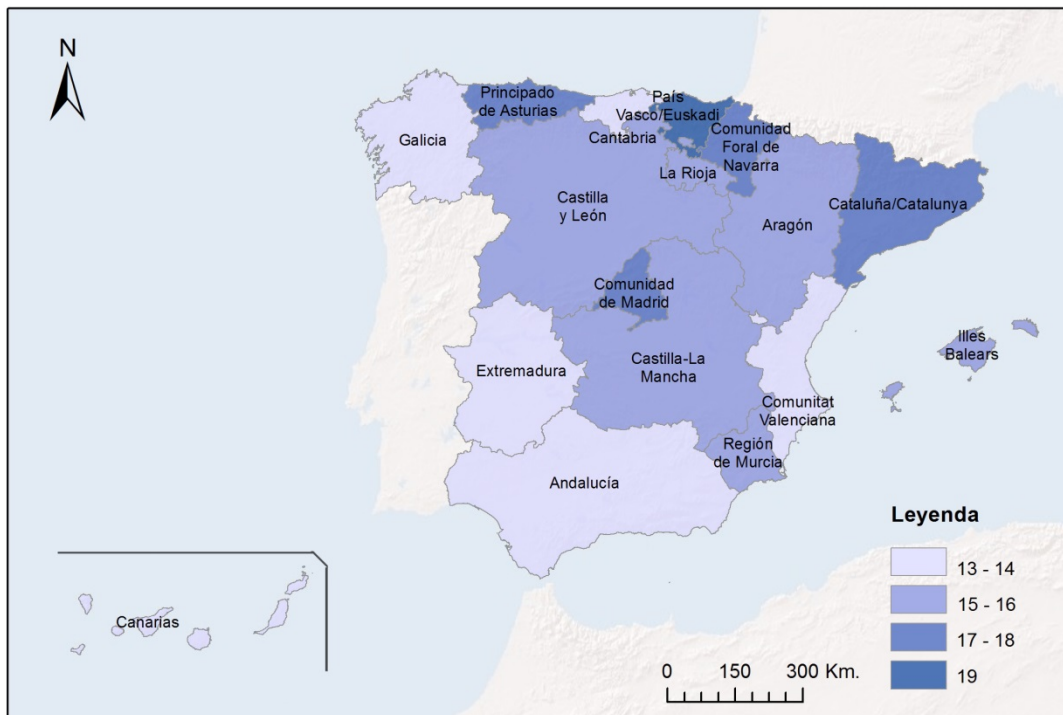 N
Principado
de Asturias
País
Vasco/Euskadi
Galicia
Cantabria
Comunidad
Foral de
Navarra
La Rioja
Castilla
y León
Aragón
Cataluña/Catalunya
Comunidad
de Madrid
Illes
Balears
Extremadura
Castilla-La
Mancha
Comunitat
Valenciana
Región
de Murcia
Andalucía
Canarias
Leyenda
13 - 14
15 - 16
17 - 18
19
0 150 300 Km.